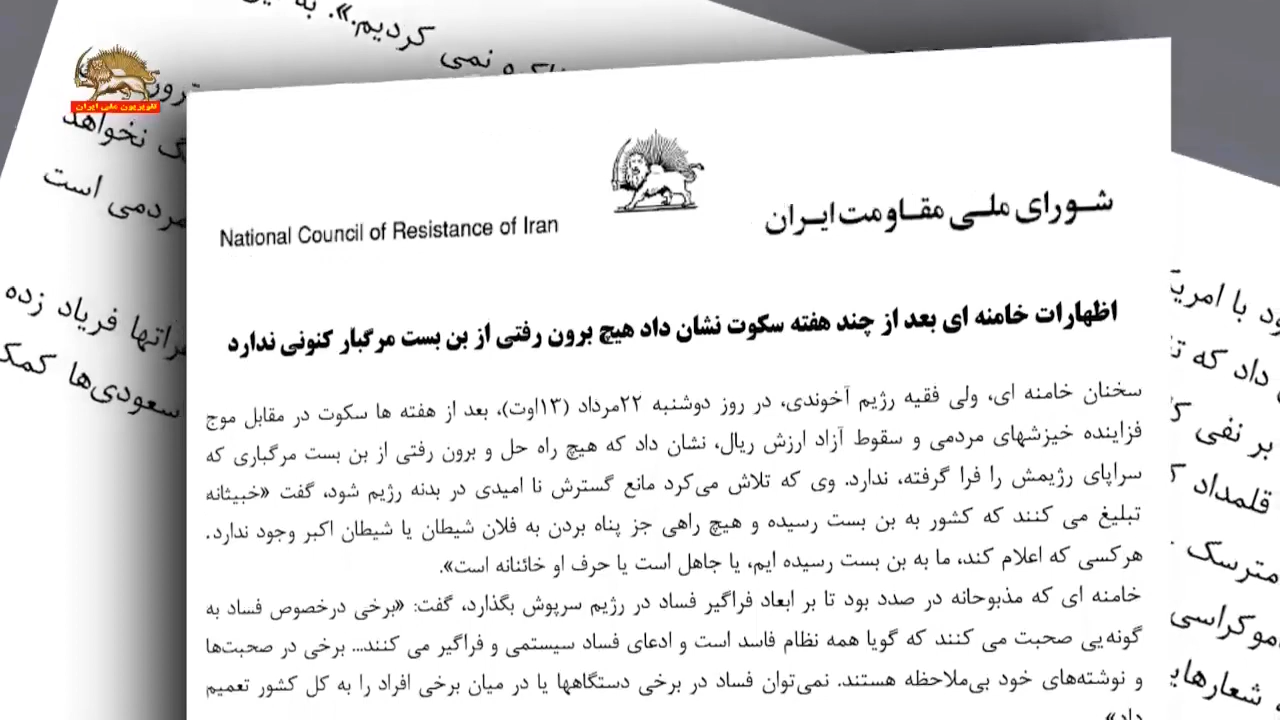 کردیم.». به
نمی
تلویزیون ملی ایران
نخواهد
مردمی است
فریاد زده
سعودی‌ها کمک
National Council of Resistance of Iran
شورای ملی مقاومت ایران
اظهارات خامنه ای بعد از چند هفته سکوت نشان داد هیچ برون رفتی از بن بست مرگبار کنونی ندارد
سخنان خامنه ای، ولی فقیه رژیم آخوندی، در روز دوشنبه ۲۲مرداد (۱۳اوت)، بعد از هفته ها سکوت در مقابل موج
فزاینده خیزشهای مردمی و سقوط آزاد ارزش ریال، نشان داد که هیچ راه حل و برون رفتی از بن بست مرگباری که
سراپای رژیمش را فرا گرفته، ندارد. وی که تلاش می‌کرد مانع گسترش نا امیدی در بدنه رژیم شود، گفت «خبیثانه
تبلیغ می کنند که کشور به بن بست رسیده و هیچ راهی جز پناه بردن به فلان شیطان یا شیطان اکبر وجود ندارد.
هرکسی که اعلام کند، ما به بن بست رسیده ایم، یا جاهل است یا حرف او خائنانه است».
خامنه ای که مذبوحانه در صدد بود تا بر ابعاد فراگیر فساد در رژیم سرپوش بگذارد، گفت: «برخی درخصوص فساد به
گونه‌یی صحبت می کنند که گویا همه نظام فاسد است و ادعای فساد سیستمی و فراگیر می کنند... برخی در صحبت‌ها
و نوشته‌های خود بی‌ملاحظه هستند. نمی‌توان فساد در برخی دستگاهها یا در میان برخی افراد را به کل کشور تعمیم
داد»
با
داد که
بر نفی
قلمداد